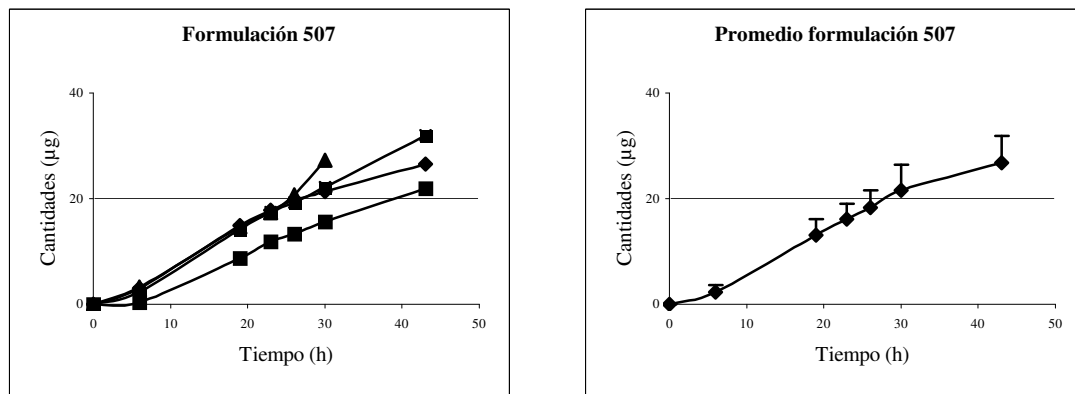 Formulación 507
40
20
0
0 10 20 30 40 50
Cantidades (µg)
Tiempo (h)
Promedio formulación 507
40
20
0
0 10 20 30 40 50
Cantidades (µg)
Tiempo (h)